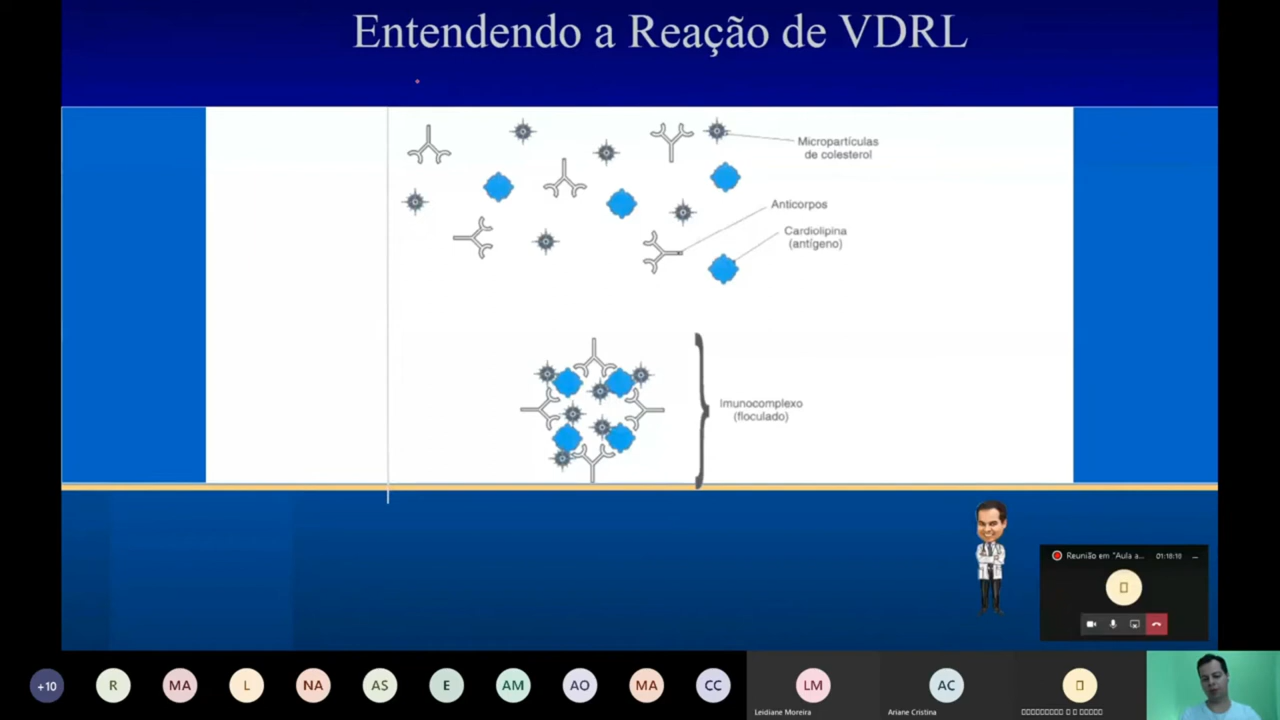 Entendendo a Reação de VDRL
Micropartículas
de colesterol
Anticorpos
Cardiolipina
(antígeno)
Imunocomplexo
(floculado)
Reunião em "Aula a...
01:18:18
+10
R
MA
L
NA
AS
E
AM
AO
MA
CC
LM
AC
Leidiane Moreira
Ariane Cristina